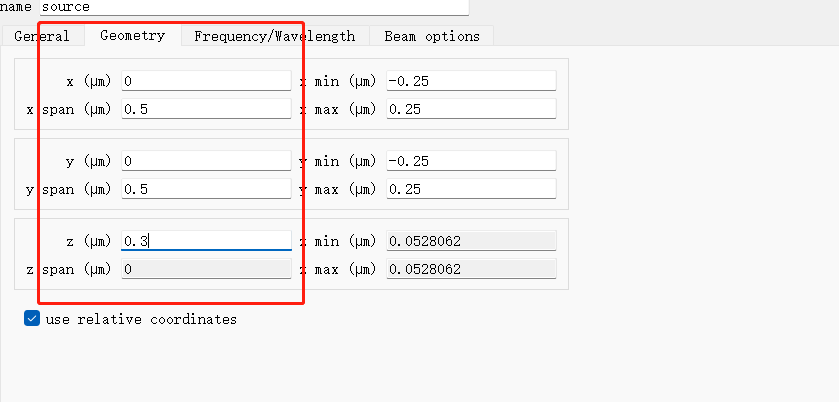 name source
General Geometry Frequency/Wavelength Beam options
x (μm) 0 x min (μm) -0.25
x span (μm) 0.5 x max (μm) 0.25
y (μm) 0 y min (μm) -0.25
y span (μm) 0.5 y max (μm) 0.25
z (μm) 0.3 z min (μm) 0.0528062
z span (μm) 0 z max (μm) 0.0528062
use relative coordinates